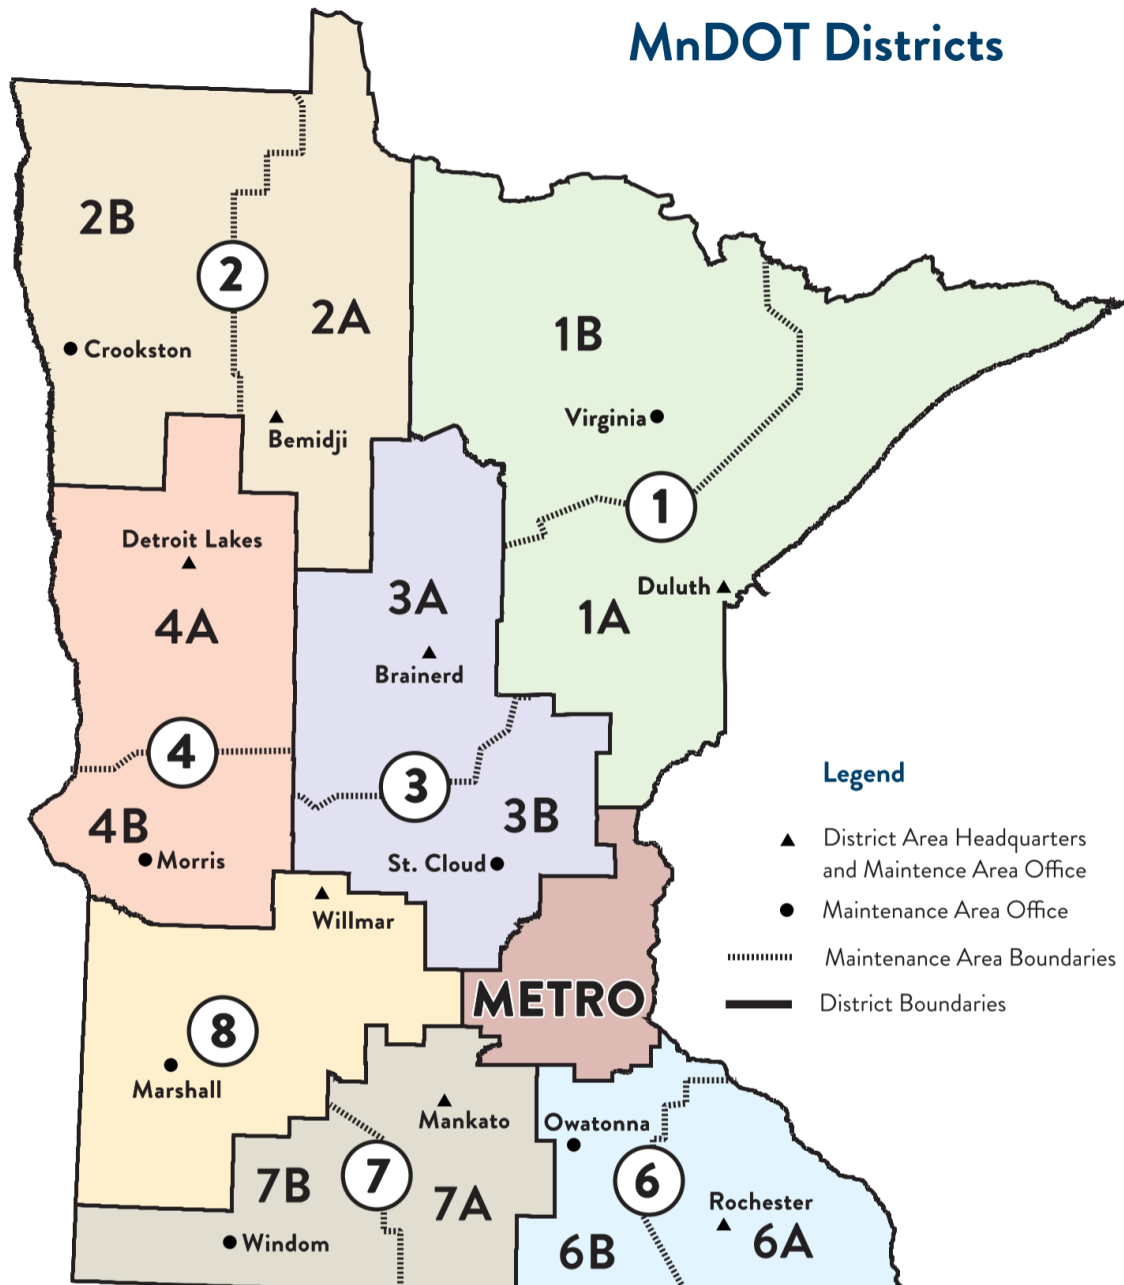 MnDOT Districts
2B
2
2A
1B
Crookston
Virginia
Bemidji
1
Detroit Lakes
Duluth
3A
1A
4A
Brainerd
4
3
Legend
3B
4B
District Area Headquarters
and Maintence Area Office
Morris
St. Cloud
Willmar
Maintenance Area Office
Maintenance Area Boundaries
METRO
District Boundaries
8
Marshall
Mankato
Owatonna
7
6
7B
7A
Rochester
Windom
6B
6A